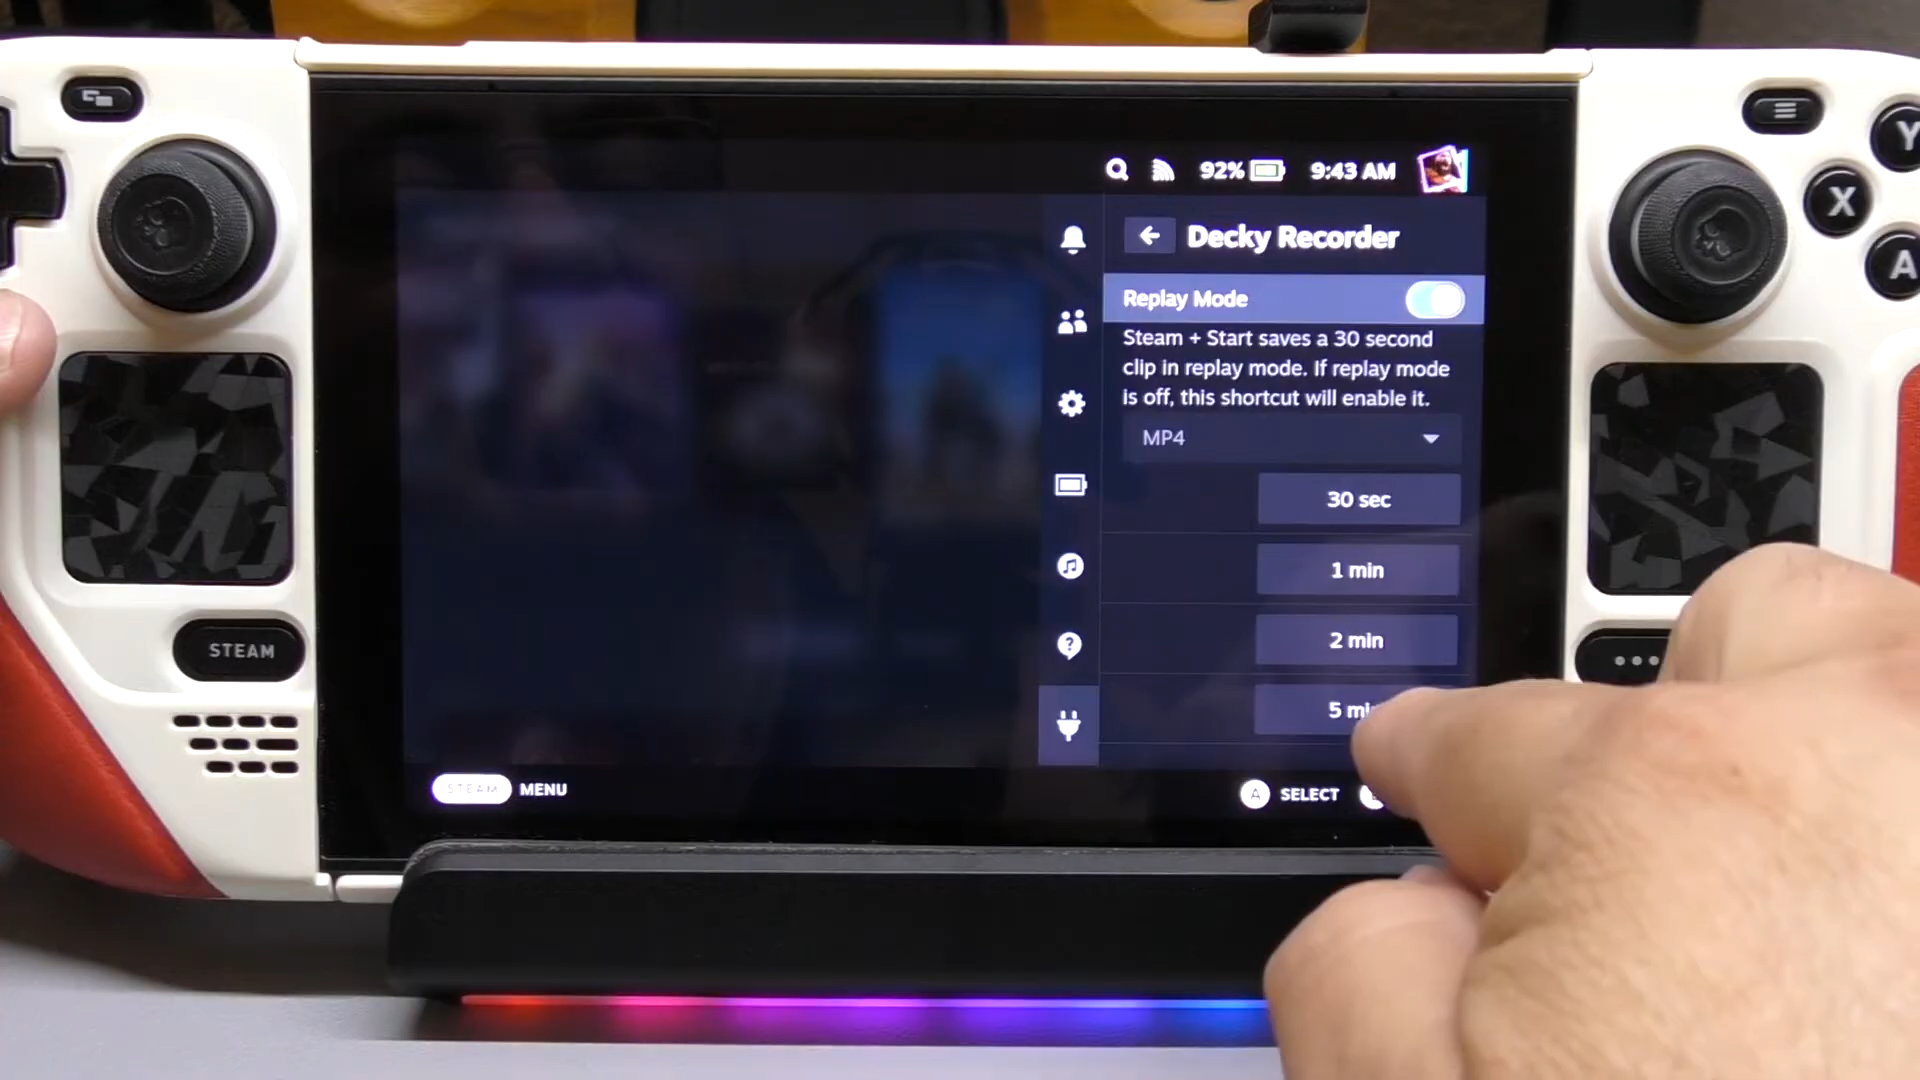 92% 9:43 AM
Decky Recorder
Replay Mode
Steam + Start saves a 30 second
clip in replay mode. If replay mode
is off, this shortcut will enable it.
MP4
30 sec
1 min
2 min
5 mi
STEAM MENU
A SELECT
STEAM
Y
X
A